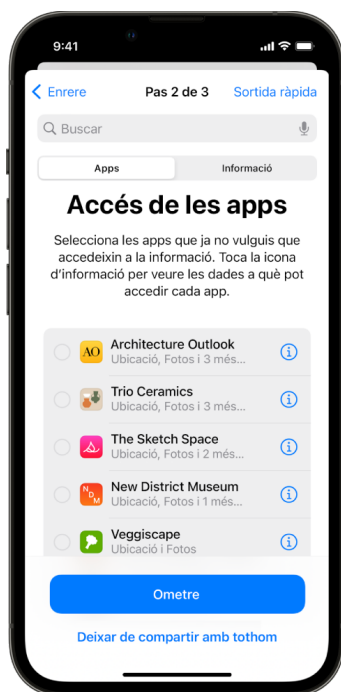 9:41
Enrere Pas 2 de 3 Sortida ràpida
Buscar
Apps Informació
Accés de les apps
Selecciona les apps que ja no vulguis que
accedeixin a la informació. Toca la icona
d’informació per veure les dades a què pot
accedir cada app.
AO Architecture Outlook
Ubicació, Fotos i 3 més...
Trio Ceramics
Ubicació, Fotos i 3 més...
The Sketch Space
Ubicació, Fotos i 2 més...
NDM New District Museum
Ubicació, Fotos i 1 més...
Veggiscape
Ubicació i Fotos
Ometre
Deixar de compartir amb tothom